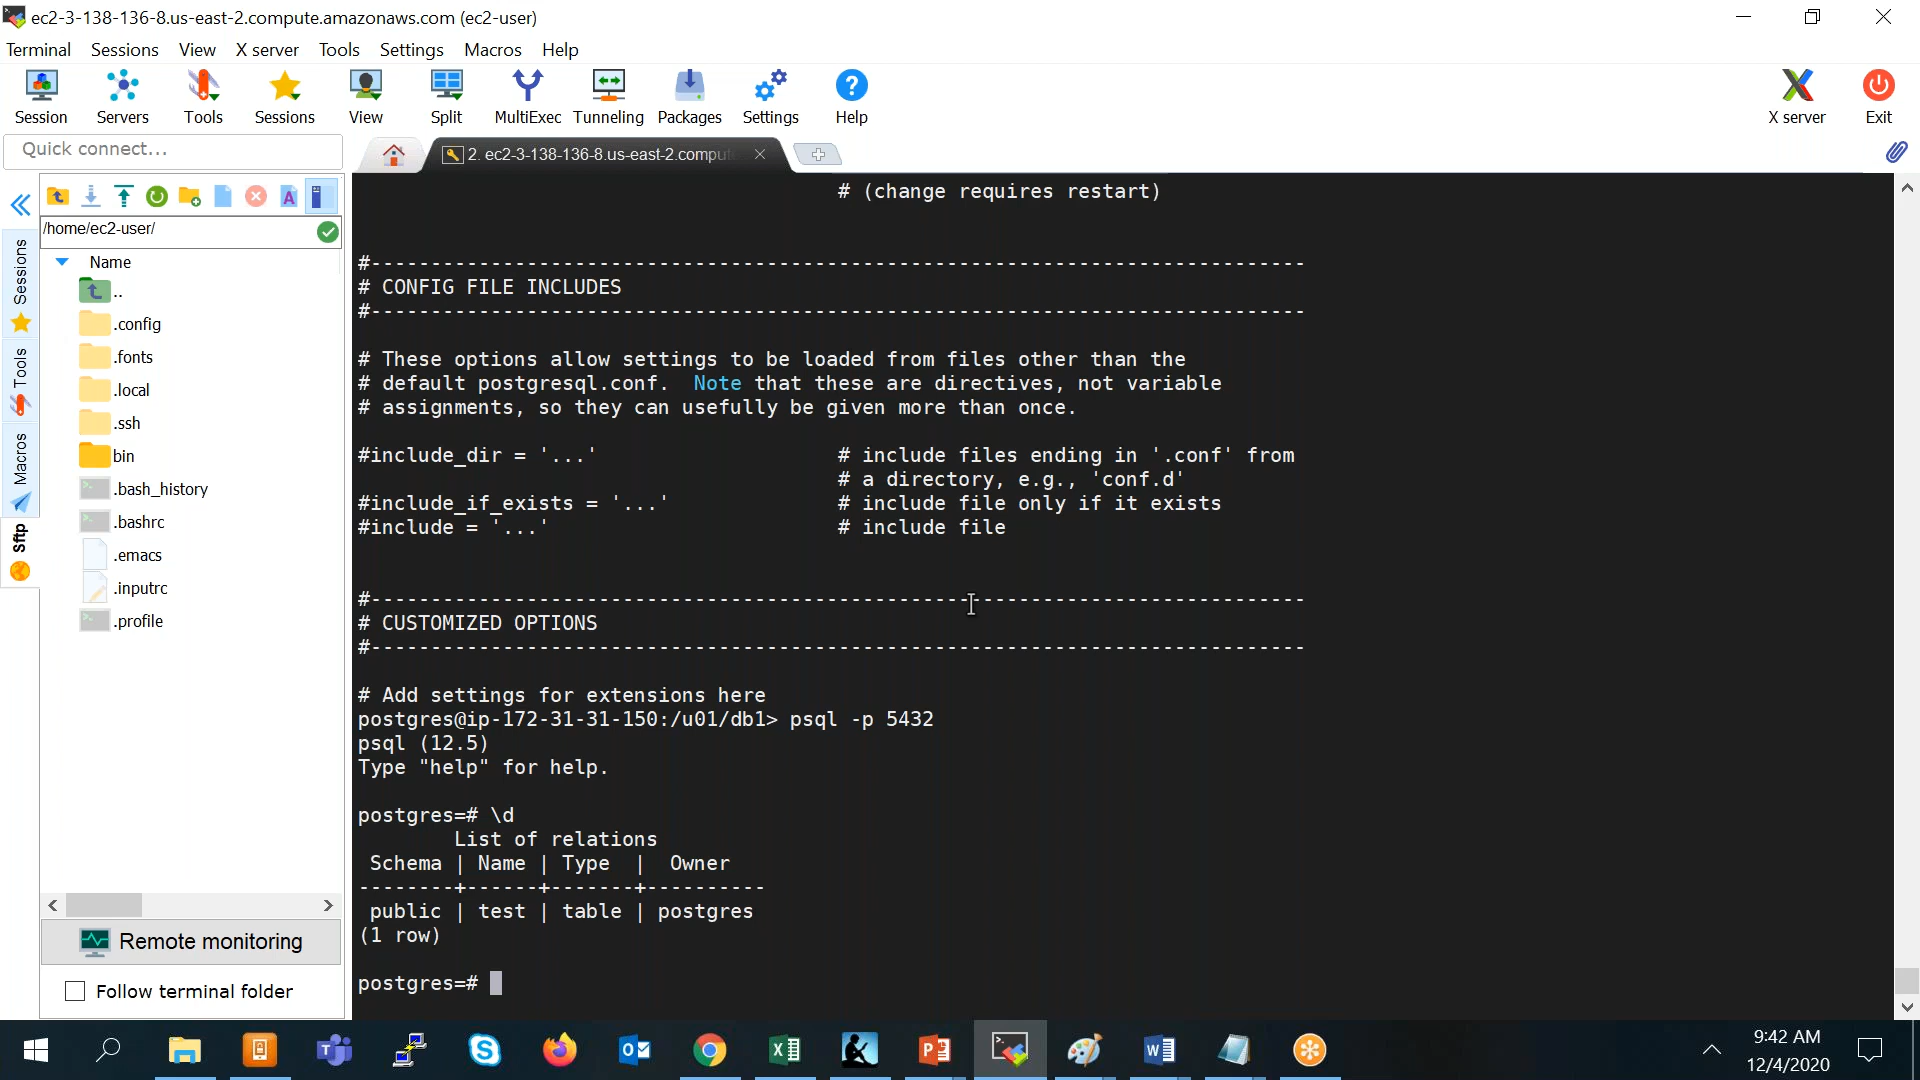 ec2-3-138-136-8.us-east-2.compute.amazonaws.com (ec2-user)
Terminal Sessions View X server Tools Settings Macros Help
Session Servers Tools Sessions View Split MultiExec Tunneling Packages Settings Help X server Exit
Quick connect...
2. ec2-3-138-136-8.us-east-2.comput
/home/ec2-user/
Name
..
.config
.fonts
.local
.ssh
bin
.bash_history
.bashrc
.emacs
.inputrc
.profile
Sessions
Tools
Macros
Sftp
Remote monitoring
Follow terminal folder
# (change requires restart)
#------------------------------------------------------------------------------
# CONFIG FILE INCLUDES
#------------------------------------------------------------------------------
# These options allow settings to be loaded from files other than the
# default postgresql.conf.  Note that these are directives, not variable
# assignments, so they can usefully be given more than once.
#include_dir = '...'                    # include files ending in '.conf' from
                                        # a directory, e.g., 'conf.d'
#include_if_exists = '...'              # include file only if it exists
#include = '...'                        # include file
#------------------------------------------------------------------------------
# CUSTOMIZED OPTIONS
#------------------------------------------------------------------------------
# Add settings for extensions here
postgres@ip-172-31-31-150:/u01/db1> psql -p 5432
psql (12.5)
Type "help" for help.
postgres=# \d
        List of relations
 Schema | Name | Type  |  Owner
--------+------+-------+----------
 public | test | table | postgres
(1 row)
postgres=#
9:42 AM
12/4/2020